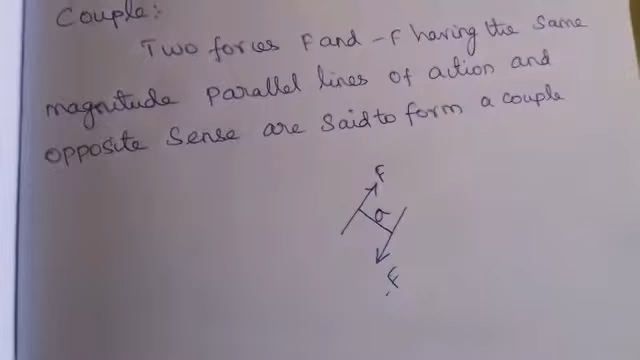 Couple:
Two forces F and -F having the same
magnitude parallel lines of action and
opposite sense are said to form a couple
F
a
F